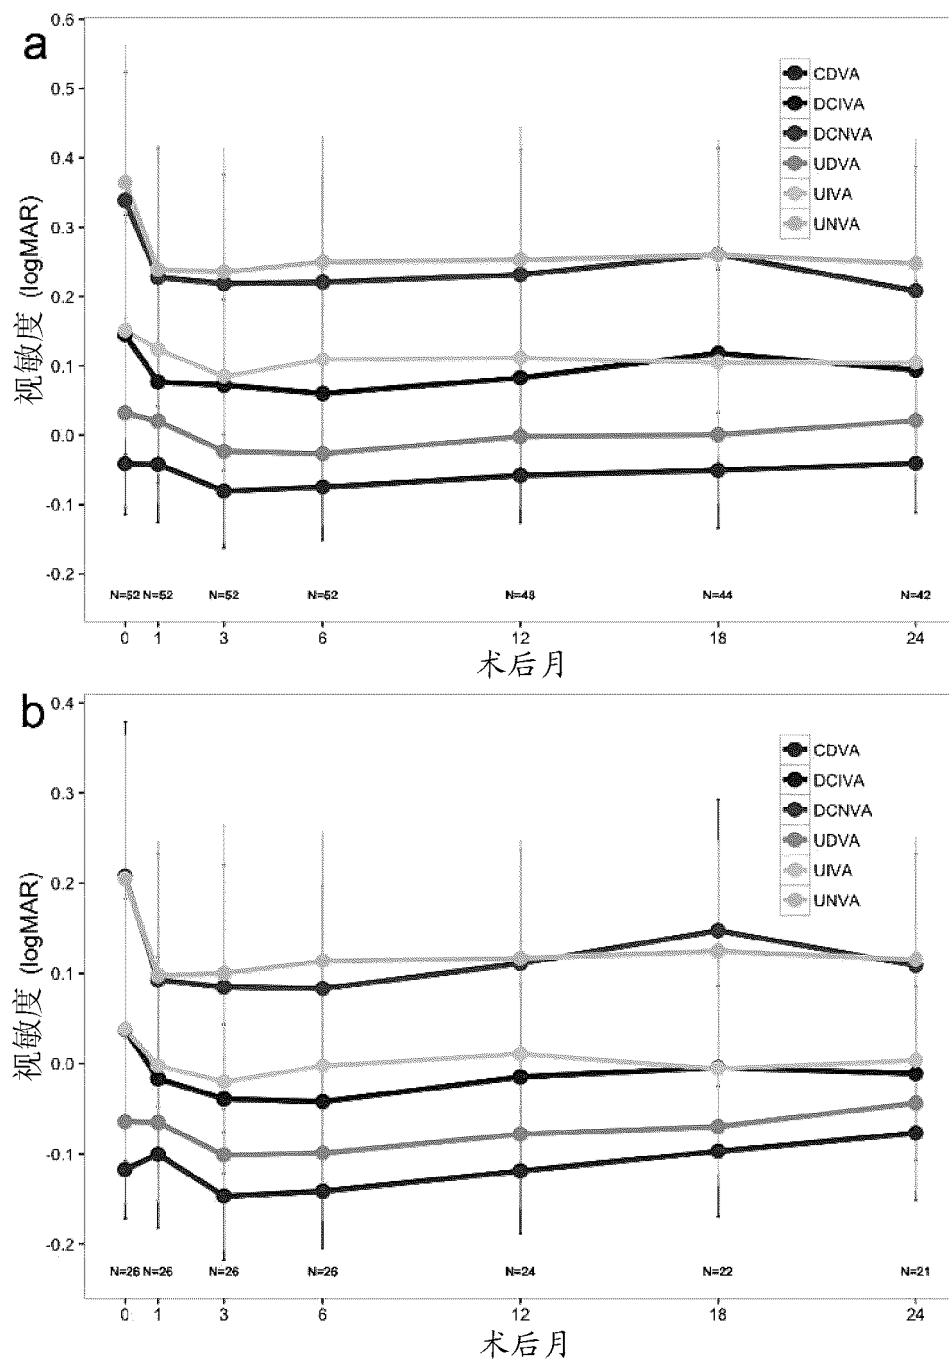 a
0.6
0.5
0.4
0.3
0.2
0.1
0.0
-0.1
-0.2
视敏度 (logMAR)
CDVA
DCIVA
DCNVA
UDVA
UIVA
UNVA
N=52 N=52 N=52 N=52 N=48 N=44 N=42
0 1 3 6 12 18 24
术后月
b
0.4
0.3
0.2
0.1
0.0
-0.1
-0.2
视敏度 (logMAR)
CDVA
DCIVA
DCNVA
UDVA
UIVA
UNVA
N=26 N=26 N=26 N=26 N=24 N=22 N=21
0 1 3 6 12 18 24
术后月